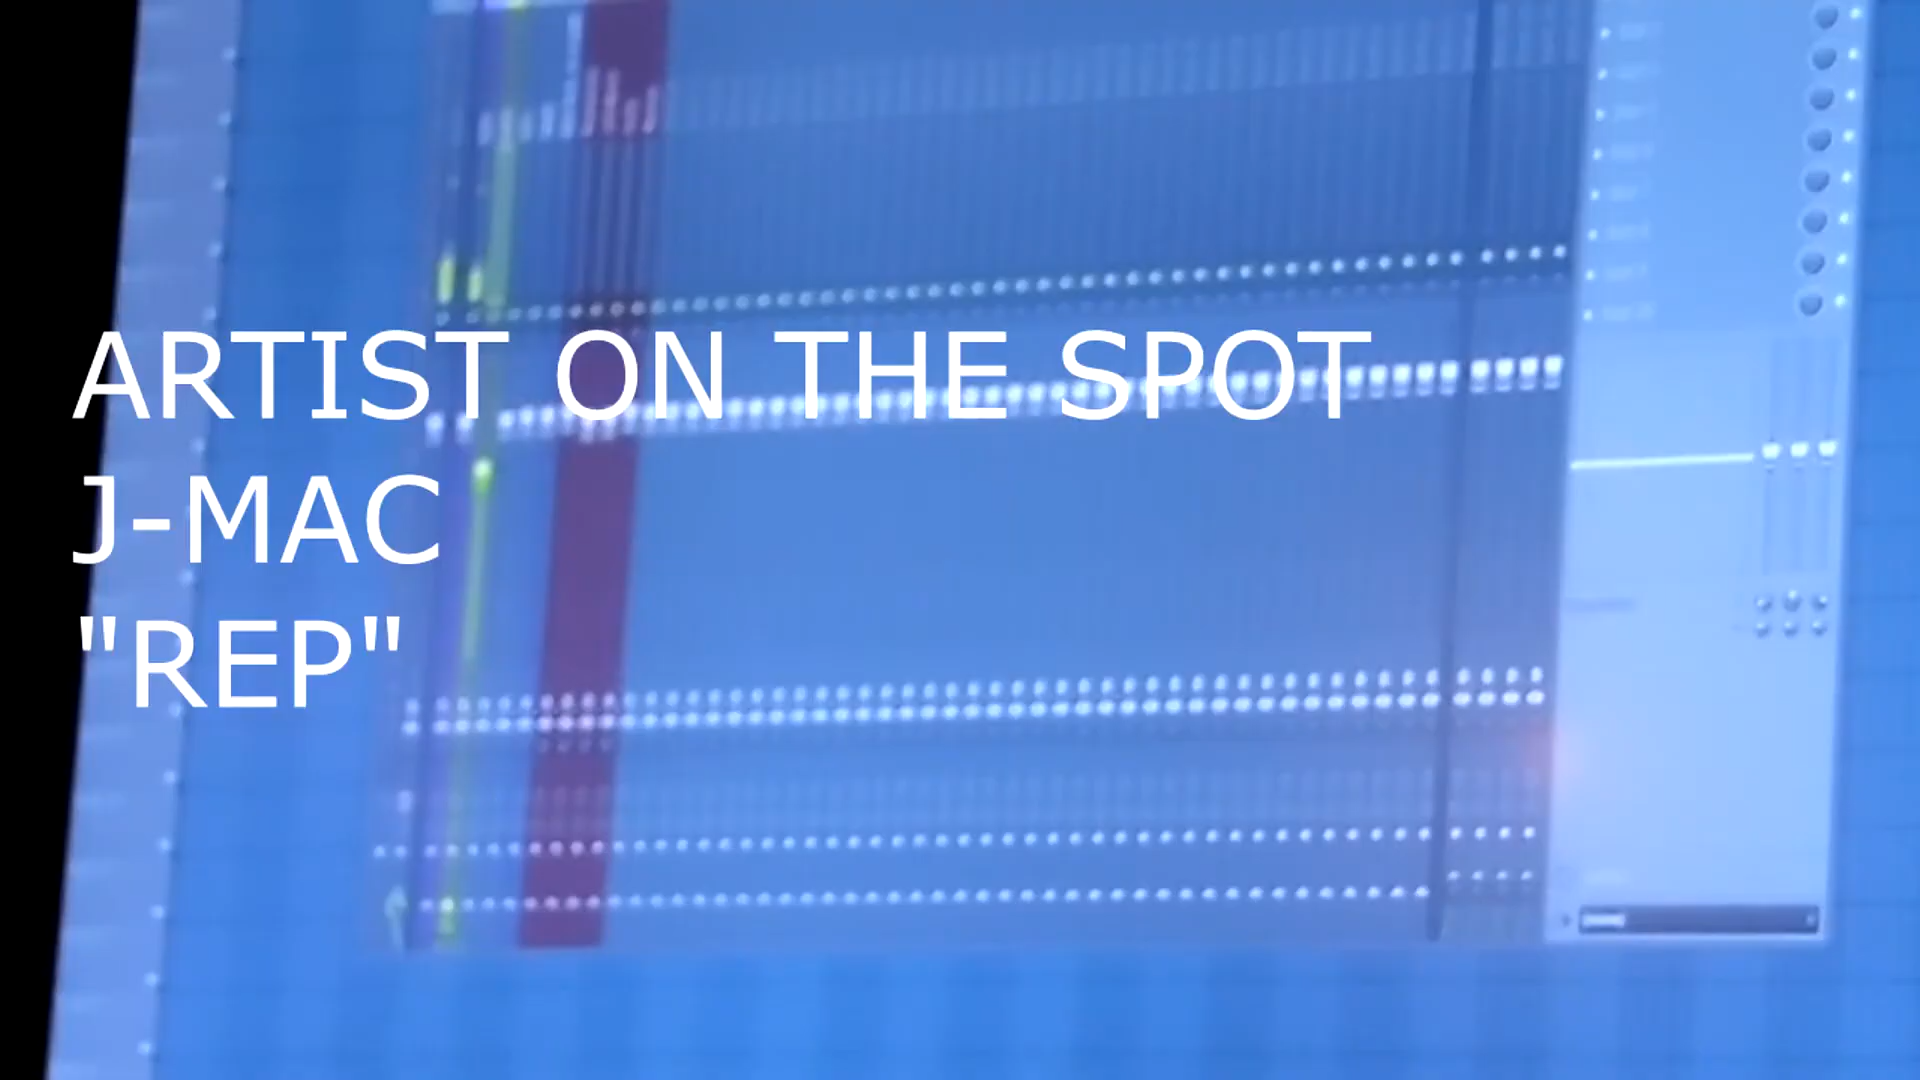 ARTIST ON THE SPOT
J-MAC
"REP"